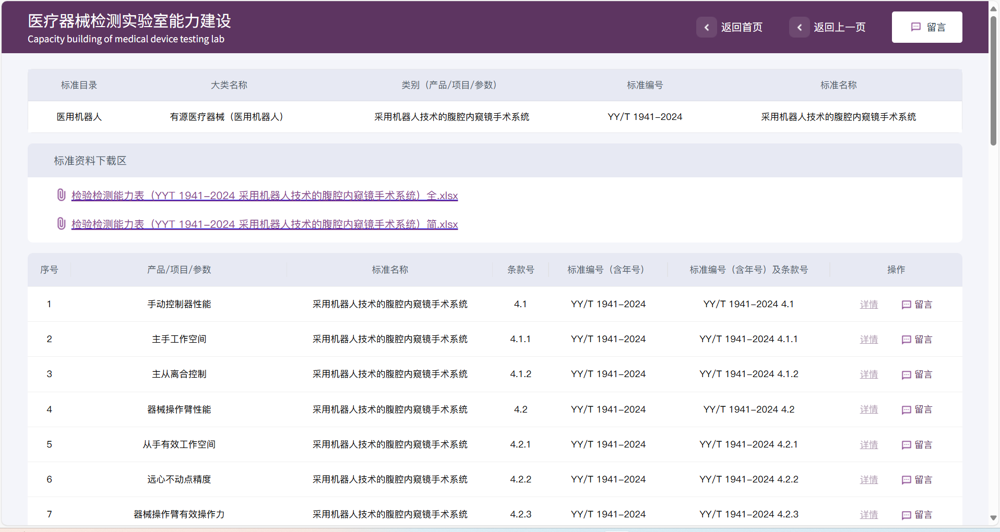 医疗器械检测实验室能力建设
Capacity building of medical device testing lab
返回首页 返回上一页 留言
标准目录 大类名称 类别（产品/项目/参数） 标准编号 标准名称
医用机器人 有源医疗器械（医用机器人） 采用机器人技术的腹腔内窥镜手术系统 YY/T 1941-2024 采用机器人技术的腹腔内窥镜手术系统
标准资料下载区
检验检测能力表（YYT 1941-2024 采用机器人技术的腹腔内窥镜手术系统）全.xlsx
检验检测能力表（YYT 1941-2024 采用机器人技术的腹腔内窥镜手术系统）简.xlsx
序号 产品/项目/参数 标准名称 条款号 标准编号（含年号） 标准编号（含年号）及条款号 操作
1 手动控制器性能 采用机器人技术的腹腔内窥镜手术系统 4.1 YY/T 1941-2024 YY/T 1941-2024 4.1 详情 留言
2 主手工作空间 采用机器人技术的腹腔内窥镜手术系统 4.1.1 YY/T 1941-2024 YY/T 1941-2024 4.1.1 详情 留言
3 主从离合控制 采用机器人技术的腹腔内窥镜手术系统 4.1.2 YY/T 1941-2024 YY/T 1941-2024 4.1.2 详情 留言
4 器械操作臂性能 采用机器人技术的腹腔内窥镜手术系统 4.2 YY/T 1941-2024 YY/T 1941-2024 4.2 详情 留言
5 从手有效工作空间 采用机器人技术的腹腔内窥镜手术系统 4.2.1 YY/T 1941-2024 YY/T 1941-2024 4.2.1 详情 留言
6 远心不动点精度 采用机器人技术的腹腔内窥镜手术系统 4.2.2 YY/T 1941-2024 YY/T 1941-2024 4.2.2 详情 留言
7 器械操作臂有效操作力 采用机器人技术的腹腔内窥镜手术系统 4.2.3 YY/T 1941-2024 YY/T 1941-2024 4.2.3 详情 留言